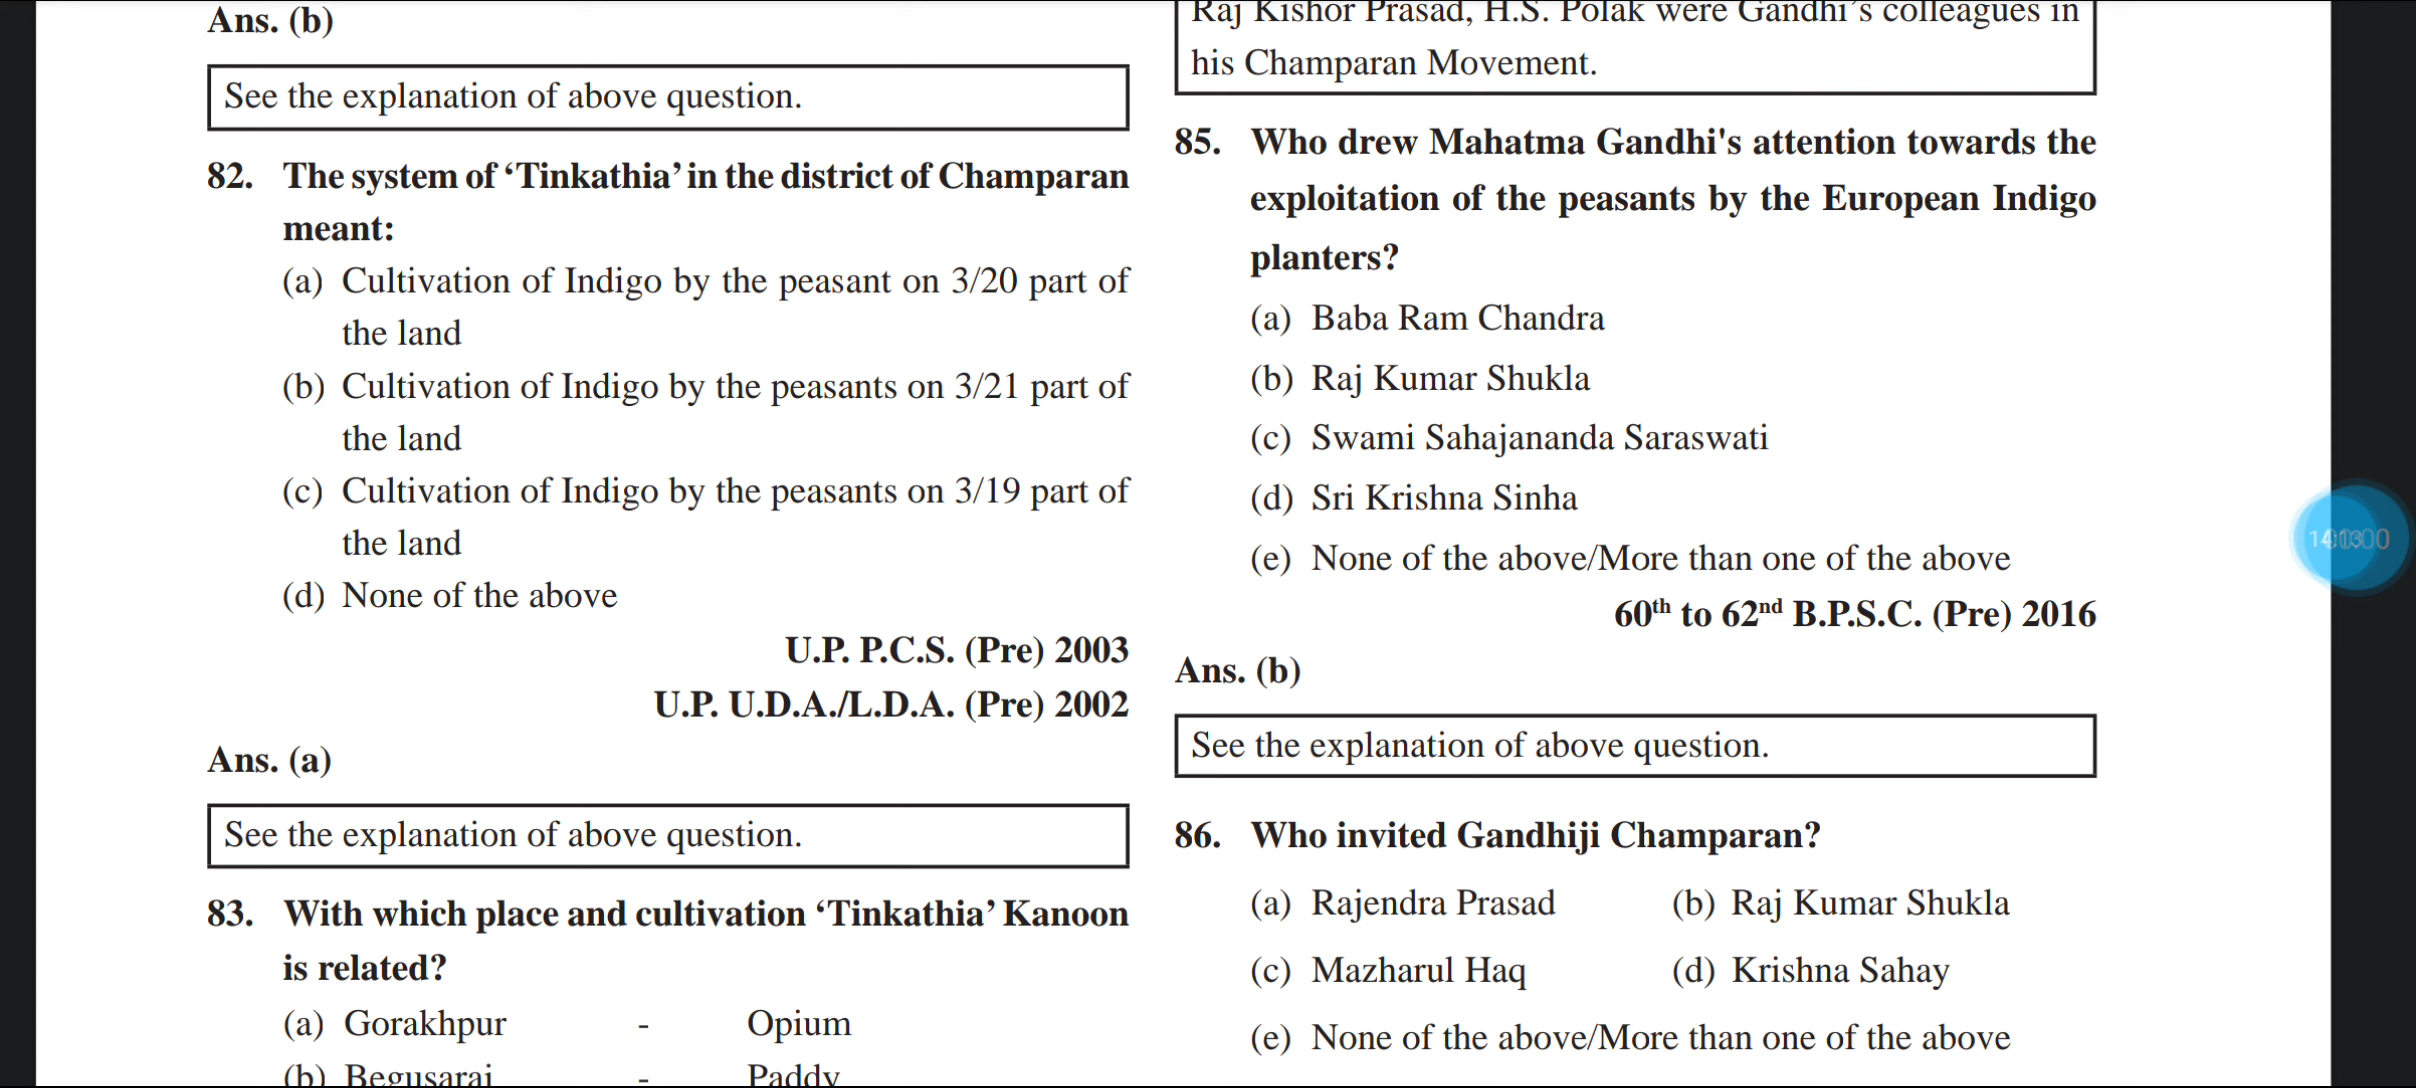 Ans. (b)
See the explanation of above question.
82. The system of ‘Tinkathia’ in the district of Champaran
meant:
(a) Cultivation of Indigo by the peasant on 3/20 part of
the land
(b) Cultivation of Indigo by the peasants on 3/21 part of
the land
(c) Cultivation of Indigo by the peasants on 3/19 part of
the land
(d) None of the above
U.P. P.C.S. (Pre) 2003
U.P. U.D.A./L.D.A. (Pre) 2002
Ans. (a)
See the explanation of above question.
83. With which place and cultivation ‘Tinkathia’ Kanoon
is related?
(a) Gorakhpur - Opium
(b) Begusarai - Paddy
Raj Kishor Prasad, H.S. Polak were Gandhi’s colleagues in
his Champaran Movement.
85. Who drew Mahatma Gandhi's attention towards the
exploitation of the peasants by the European Indigo
planters?
(a) Baba Ram Chandra
(b) Raj Kumar Shukla
(c) Swami Sahajananda Saraswati
(d) Sri Krishna Sinha
(e) None of the above/More than one of the above
60th to 62nd B.P.S.C. (Pre) 2016
Ans. (b)
See the explanation of above question.
86. Who invited Gandhiji Champaran?
(a) Rajendra Prasad (b) Raj Kumar Shukla
(c) Mazharul Haq (d) Krishna Sahay
(e) None of the above/More than one of the above